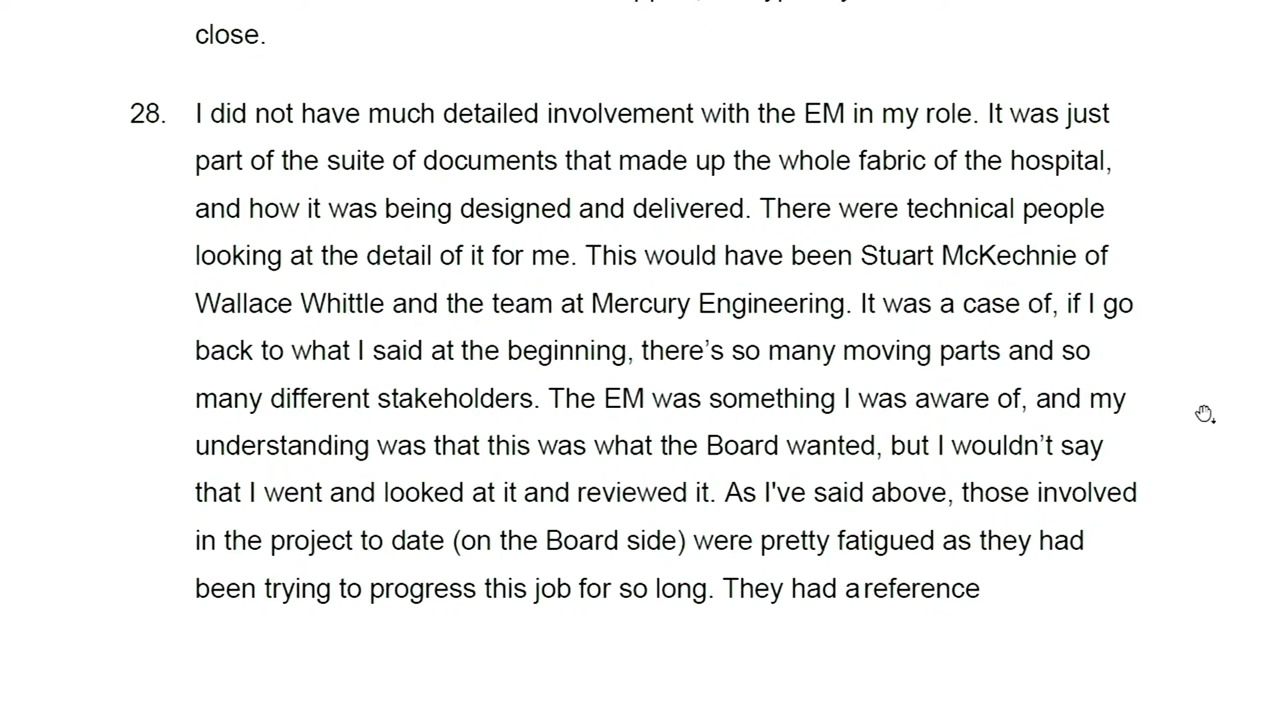 close.
28. I did not have much detailed involvement with the EM in my role. It was just
part of the suite of documents that made up the whole fabric of the hospital,
and how it was being designed and delivered. There were technical people
looking at the detail of it for me. This would have been Stuart McKechnie of
Wallace Whittle and the team at Mercury Engineering. It was a case of, if I go
back to what I said at the beginning, there’s so many moving parts and so
many different stakeholders. The EM was something I was aware of, and my
understanding was that this was what the Board wanted, but I wouldn’t say
that I went and looked at it and reviewed it. As I've said above, those involved
in the project to date (on the Board side) were pretty fatigued as they had
been trying to progress this job for so long. They had a reference